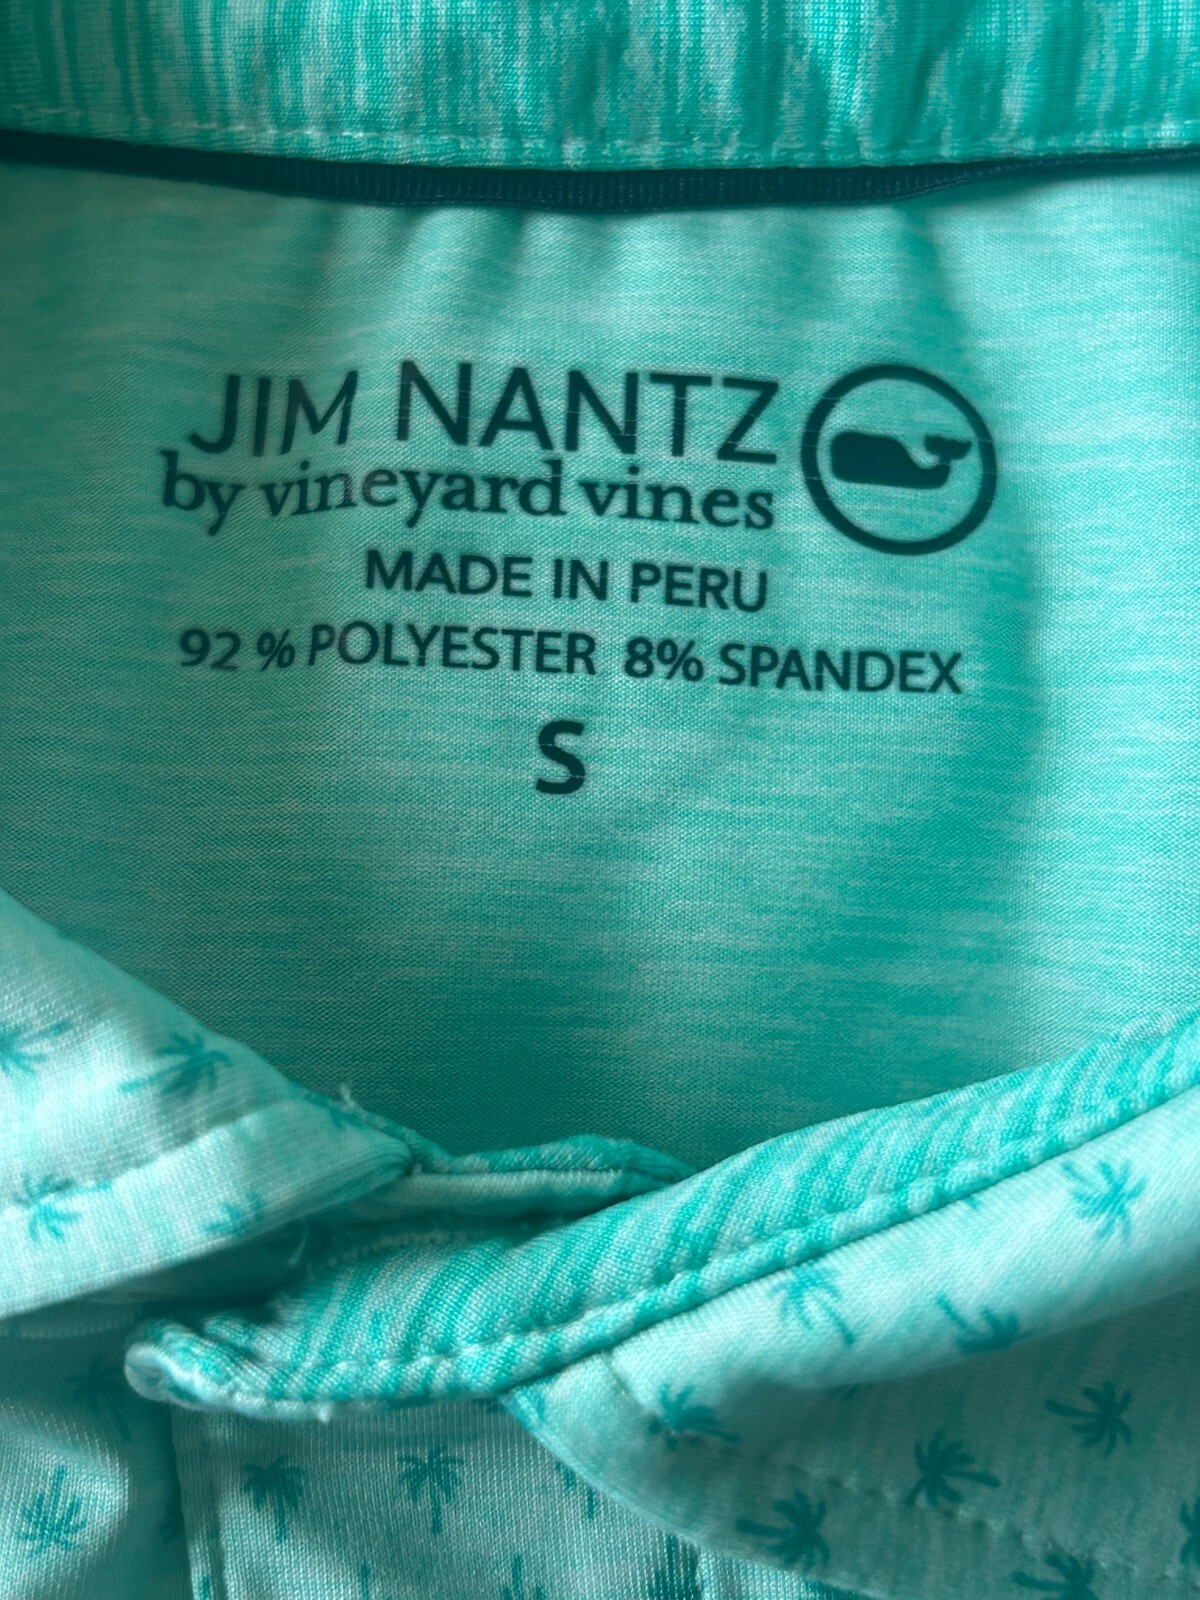 JIM NANTZ
by vineyard vines
MADE IN PERU
92 % POLYESTER 8% SPANDEX
S